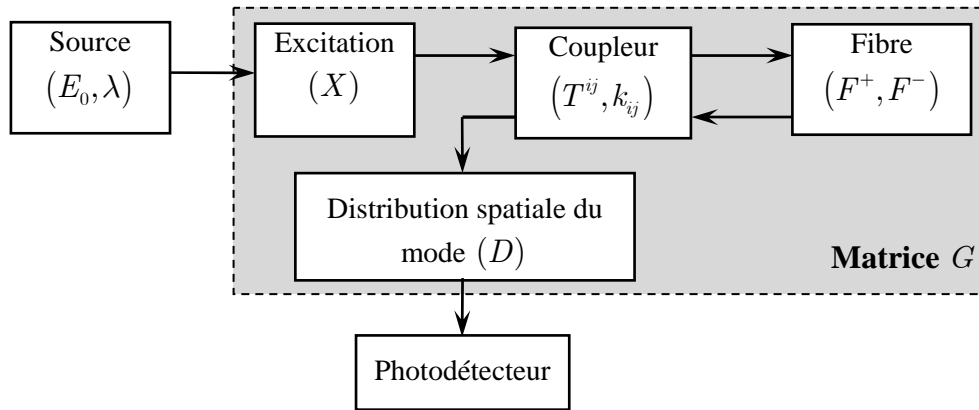 Source
(E₀, λ)
Excitation
(X)
Coupleur
(Tⁱʲ, kᵢⱼ)
Fibre
(F⁺, F⁻)
Distribution spatiale du
mode (D)
Matrice G
Photodétecteur